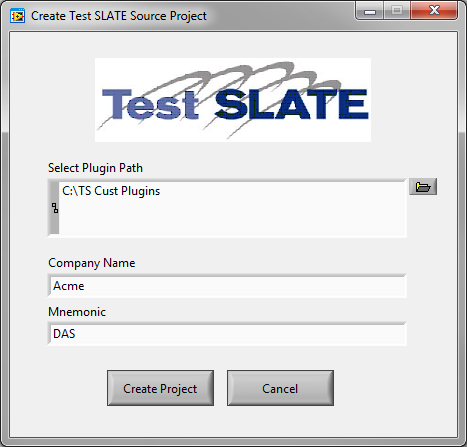 Create Test SLATE Source Project
Test SLATE
Select Plugin Path
C:\TS Cust Plugins
Company Name
Acme
Mnemonic
DAS
Create Project Cancel